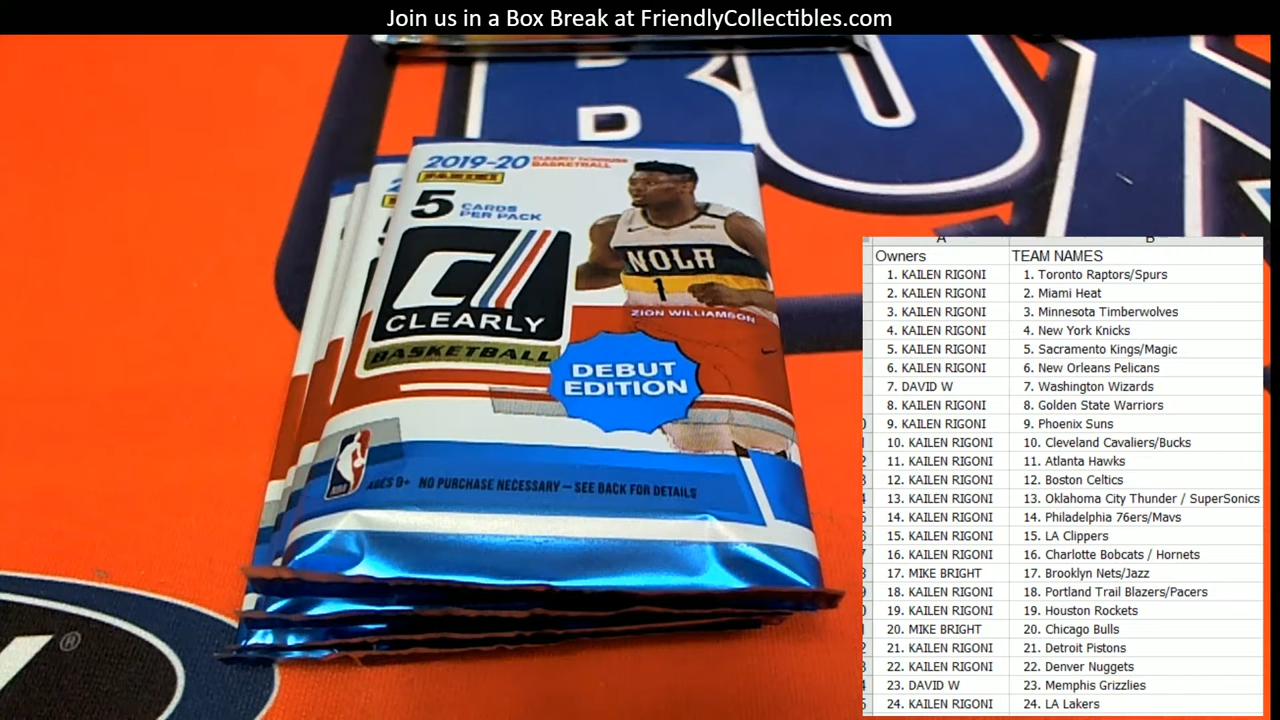 Join us in a Box Break at FriendlyCollectibles.com
2019-20 CLEARLY DONRUSS BASKETBALL
PANINI
5 CARDS PER PACK
NOLA
1
ZION WILLIAMSON
CLEARLY
BASKETBALL
DEBUT
EDITION
AGES 9+ NO PURCHASE NECESSARY – SEE BACK FOR DETAILS
®
A B
Owners TEAM NAMES
1. KAILEN RIGONI 1. Toronto Raptors/Spurs
2. KAILEN RIGONI 2. Miami Heat
3. KAILEN RIGONI 3. Minnesota Timberwolves
4. KAILEN RIGONI 4. New York Knicks
5. KAILEN RIGONI 5. Sacramento Kings/Magic
6. KAILEN RIGONI 6. New Orleans Pelicans
7. DAVID W 7. Washington Wizards
8. KAILEN RIGONI 8. Golden State Warriors
9. KAILEN RIGONI 9. Phoenix Suns
10. KAILEN RIGONI 10. Cleveland Cavaliers/Bucks
11. KAILEN RIGONI 11. Atlanta Hawks
12. KAILEN RIGONI 12. Boston Celtics
13. KAILEN RIGONI 13. Oklahoma City Thunder / SuperSonics
14. KAILEN RIGONI 14. Philadelphia 76ers/Mavs
15. KAILEN RIGONI 15. LA Clippers
16. KAILEN RIGONI 16. Charlotte Bobcats / Hornets
17. MIKE BRIGHT 17. Brooklyn Nets/Jazz
18. KAILEN RIGONI 18. Portland Trail Blazers/Pacers
19. KAILEN RIGONI 19. Houston Rockets
20. MIKE BRIGHT 20. Chicago Bulls
21. KAILEN RIGONI 21. Detroit Pistons
22. KAILEN RIGONI 22. Denver Nuggets
23. DAVID W 23. Memphis Grizzlies
24. KAILEN RIGONI 24. LA Lakers